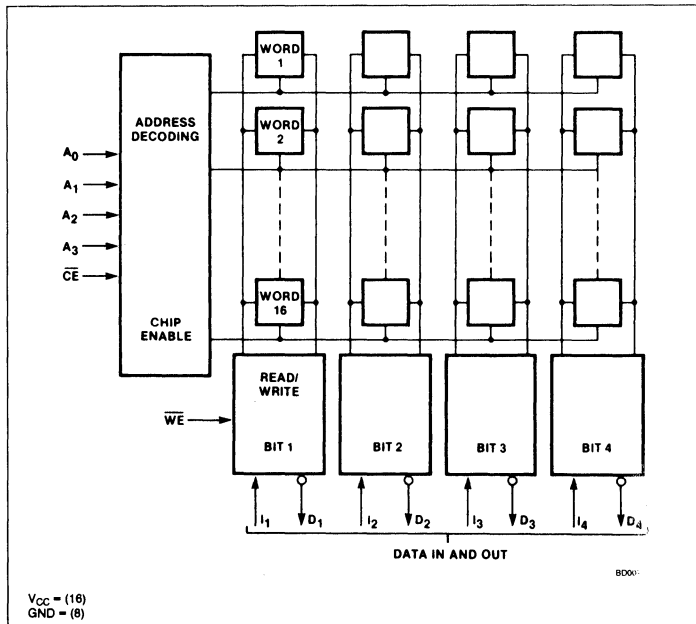 WORD
1
ADDRESS
DECODING
WORD
2
A0
A1
A2
A3
CE
WORD
16
CHIP
ENABLE
READ/
WRITE
WE
BIT 1
BIT 2
BIT 3
BIT 4
I1
D1
I2
D2
I3
D3
I4
D4
DATA IN AND OUT
VCC = (16)
GND = (8)